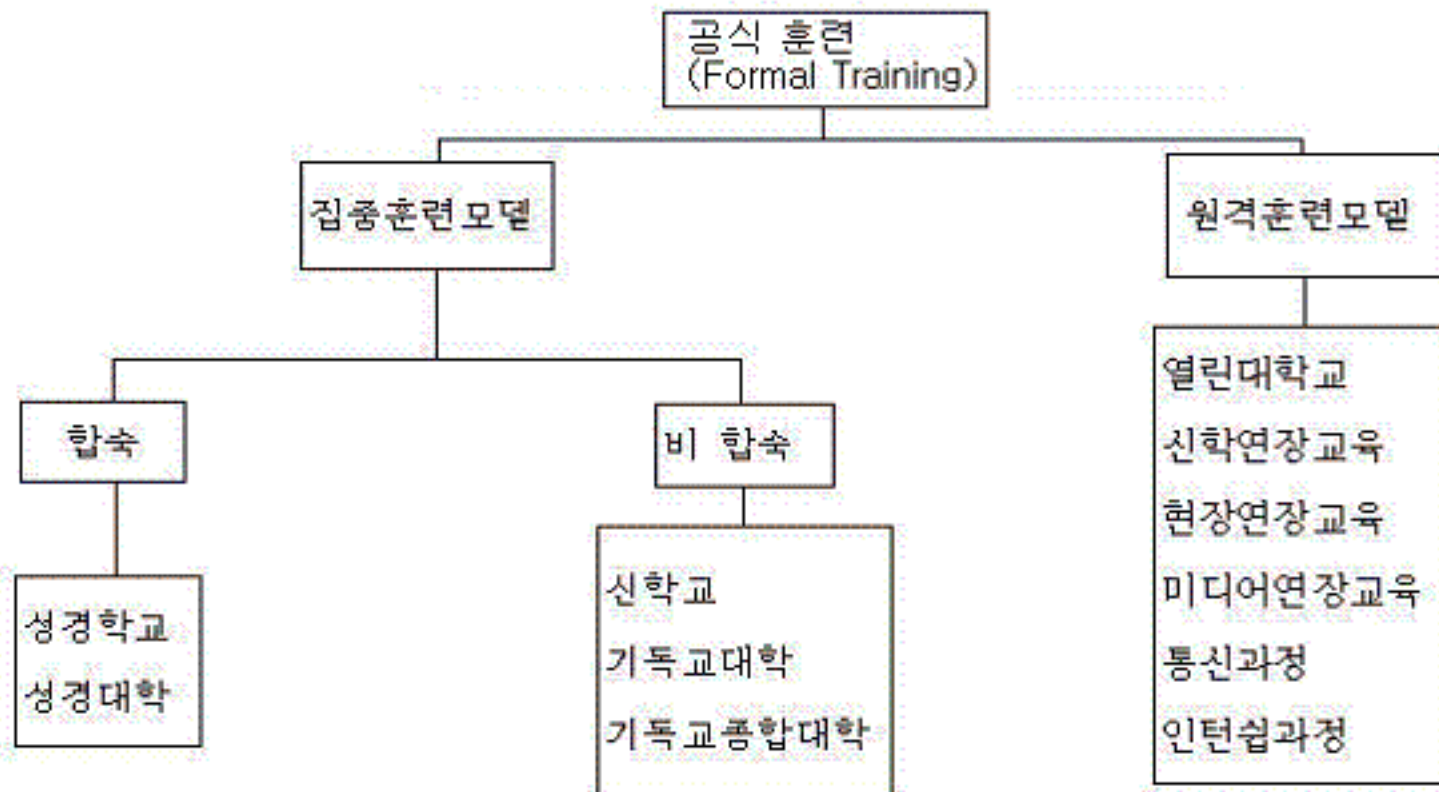 공식 훈련
(Formal Training)
집중훈련모델
원격훈련모델
합숙
비 합숙
성경학교
성경대학
신학교
기독교대학
기독교종합대학
열린대학교
신학연장교육
현장연장교육
미디어연장교육
통신과정
인턴쉽과정